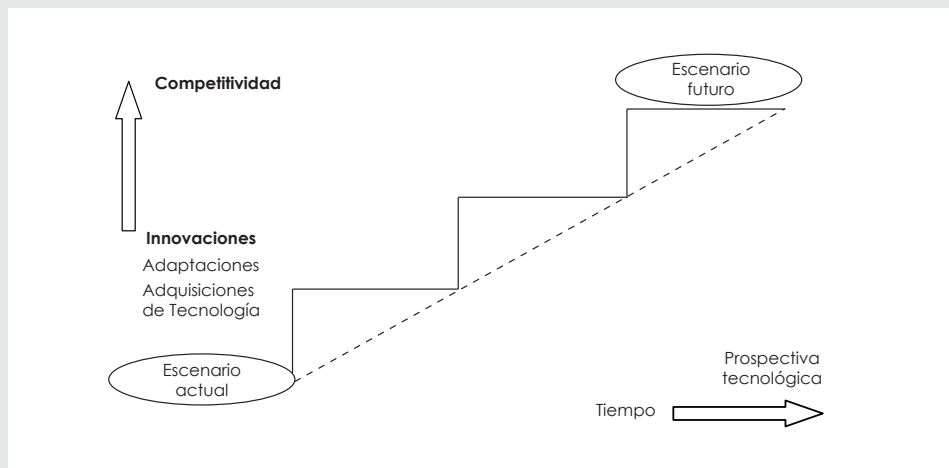 Competitividad
Escenario
futuro
Innovaciones
Adaptaciones
Adquisiciones
de Tecnología
Escenario
actual
Prospectiva
tecnológica
Tiempo